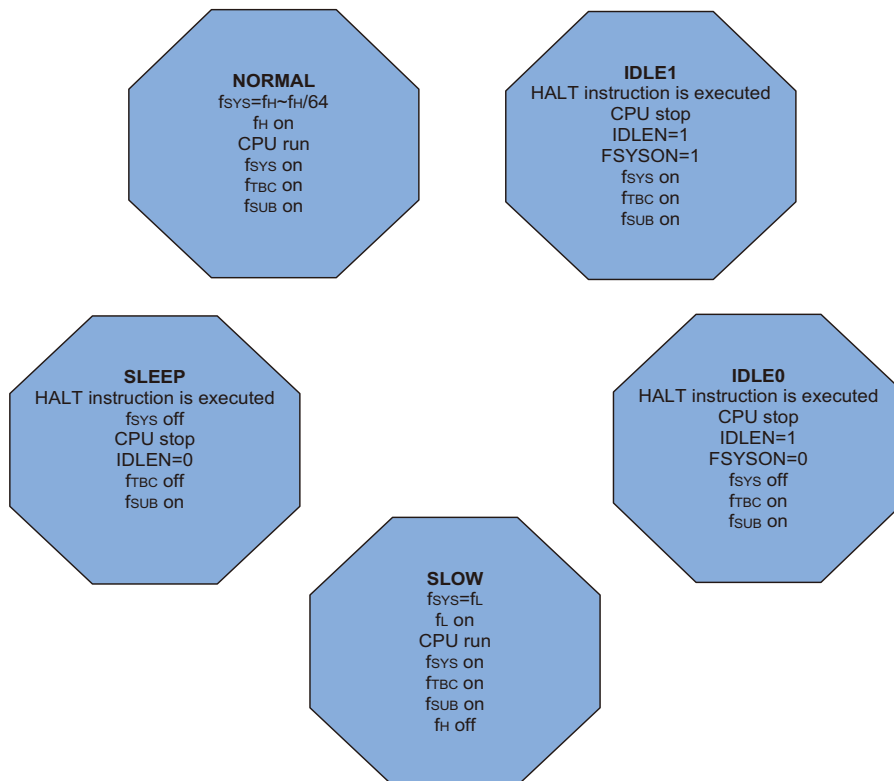 NORMAL
fSYS=fH~fH/64
fH on
CPU run
fSYS on
fTBC on
fSUB on
IDLE1
HALT instruction is executed
CPU stop
IDLEN=1
FSYSON=1
fSYS on
fTBC on
fSUB on
SLEEP
HALT instruction is executed
fSYS off
CPU stop
IDLEN=0
fTBC off
fSUB on
IDLE0
HALT instruction is executed
CPU stop
IDLEN=1
FSYSON=0
fSYS off
fTBC on
fSUB on
SLOW
fSYS=fL
fL on
CPU run
fSYS on
fTBC on
fSUB on
fH off